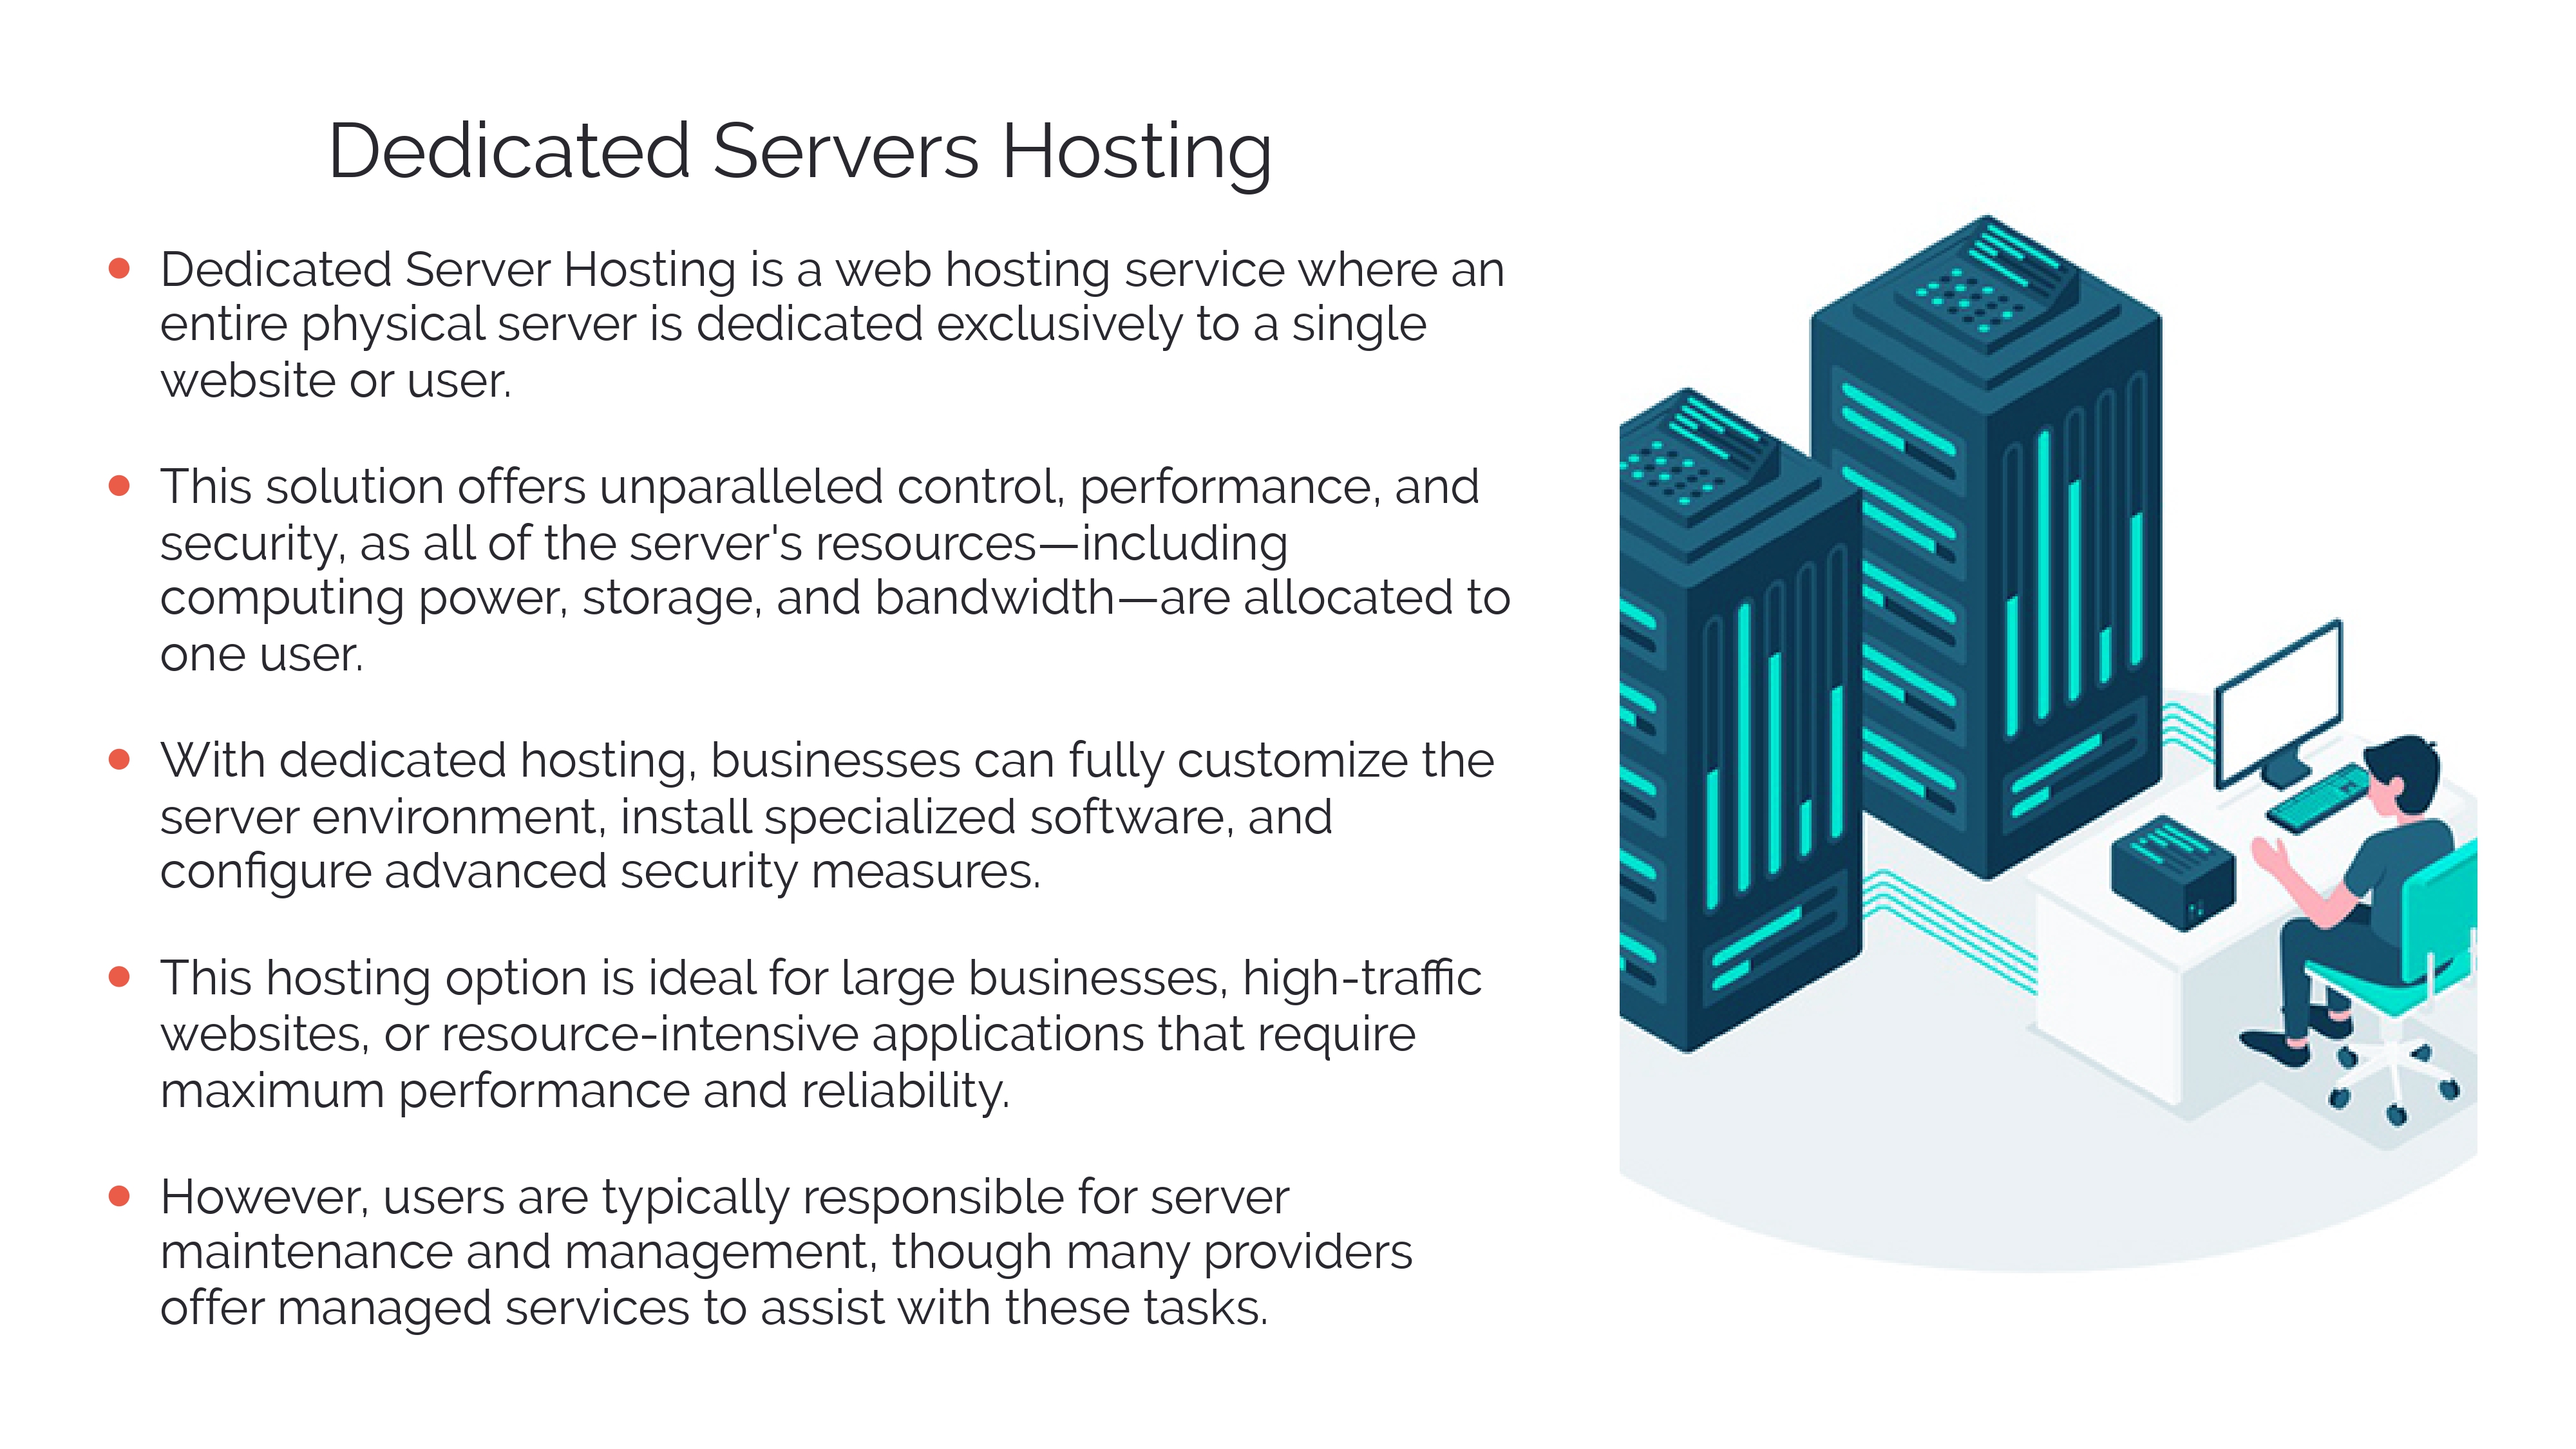 Dedicated Servers Hosting
Dedicated Server Hosting is a web hosting service where an
entire physical server is dedicated exclusively to a single
website or user.
This solution offers unparalleled control, performance, and
security, as all of the server's resources—including
computing power, storage, and bandwidth—are allocated to
one user.
With dedicated hosting, businesses can fully customize the
server environment, install specialized software, and
configure advanced security measures.
This hosting option is ideal for large businesses, high-traffic
websites, or resource-intensive applications that require
maximum performance and reliability.
However, users are typically responsible for server
maintenance and management, though many providers
offer managed services to assist with these tasks.